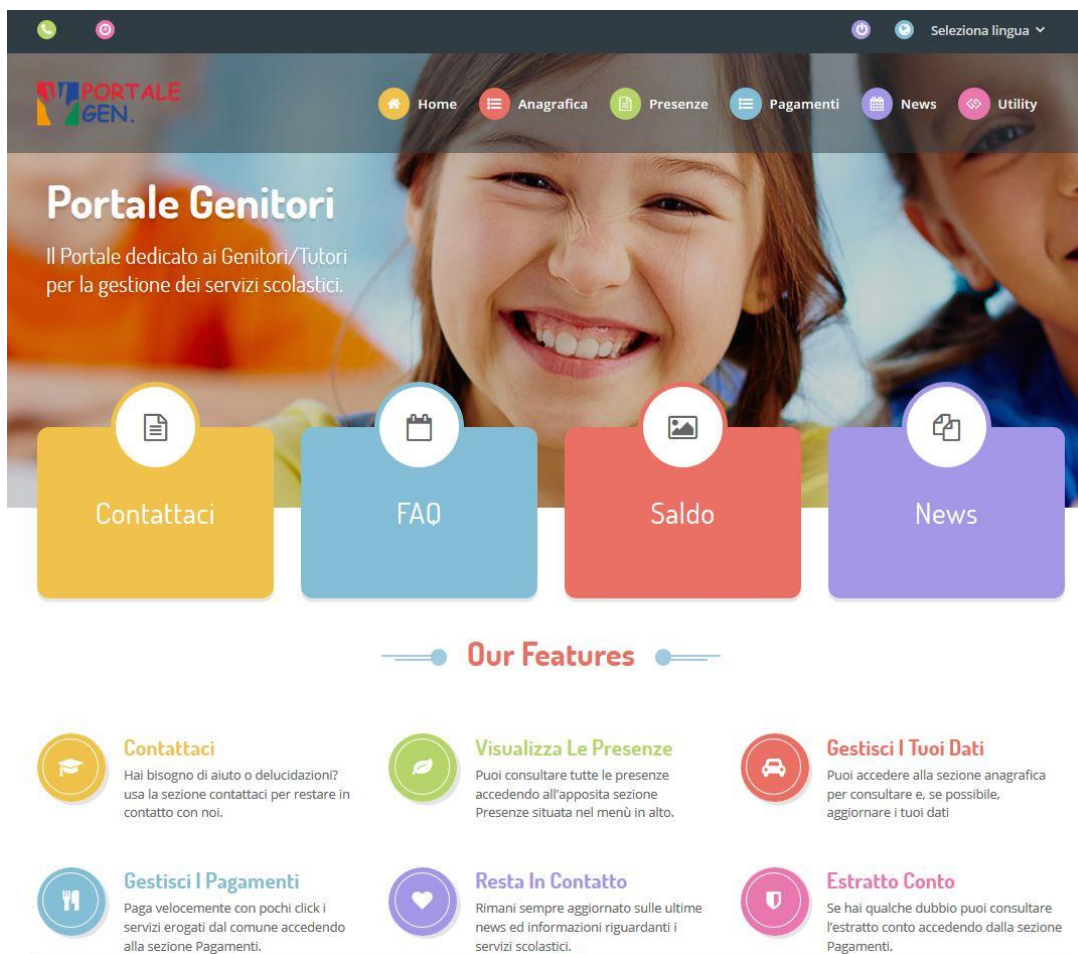 Seleziona lingua
PORTALE
GEN.
Home
Anagrafica
Presenze
Pagamenti
News
Utility
Portale Genitori
Il Portale dedicato ai Genitori/Tutori
per la gestione dei servizi scolastici.
Contattaci
FAQ
Saldo
News
Our Features
Contattaci
Hai bisogno di aiuto o delucidazioni?
usa la sezione contattaci per restare in
contatto con noi.
Visualizza Le Presenze
Puoi consultare tutte le presenze
accedendo all'apposita sezione
Presenze situata nel menù in alto.
Gestisci I Tuoi Dati
Puoi accedere alla sezione anagrafica
per consultare e, se possibile,
aggiornare i tuoi dati
Gestisci I Pagamenti
Paga velocemente con pochi click i
servizi erogati dal comune accedendo
alla sezione Pagamenti.
Resta In Contatto
Rimani sempre aggiornato sulle ultime
news ed informazioni riguardanti i
servizi scolastici.
Estratto Conto
Se hai qualche dubbio puoi consultare
l'estratto conto accedendo dalla sezione
Pagamenti.